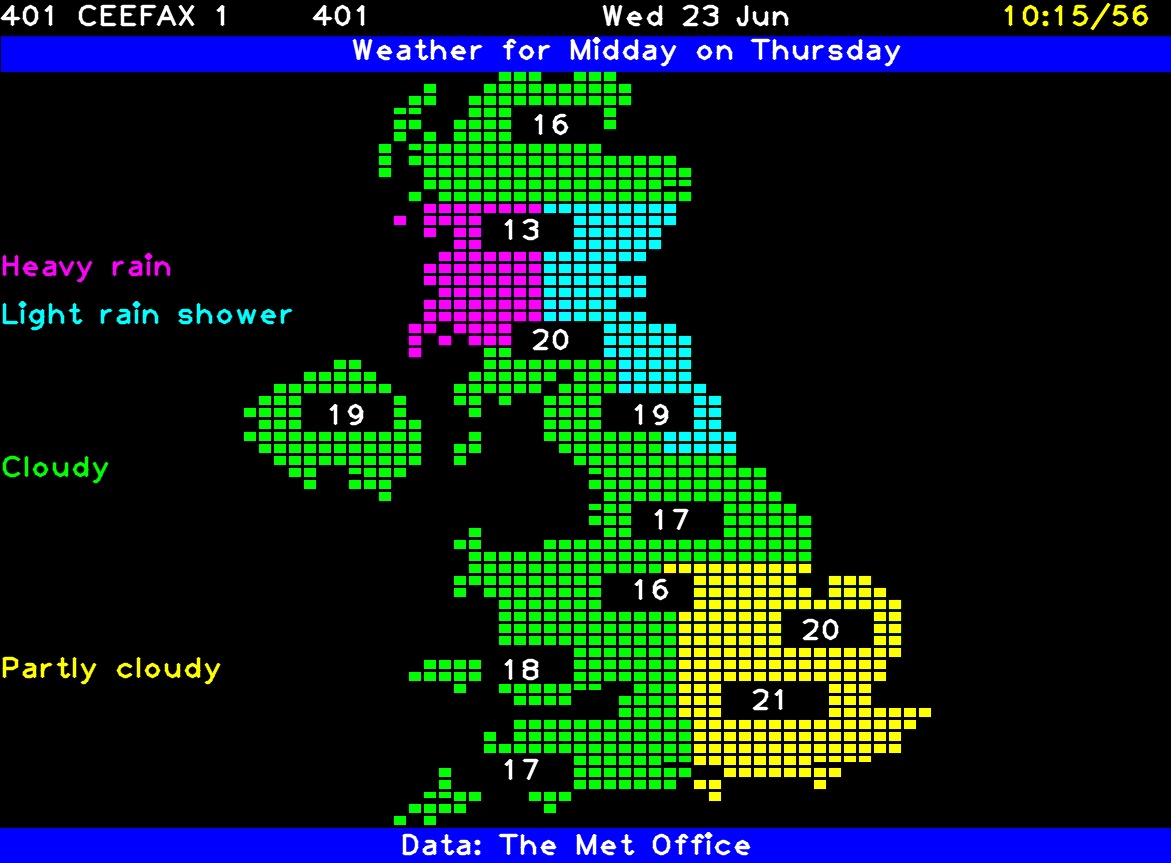 401 CEEFAX 1 401 Wed 23 Jun 10:15/56
Weather for Midday on Thursday
16
13
Heavy rain
Light rain shower
20
19 19
Cloudy
17
16
20
Partly cloudy 18
21
17
Data: The Met Office